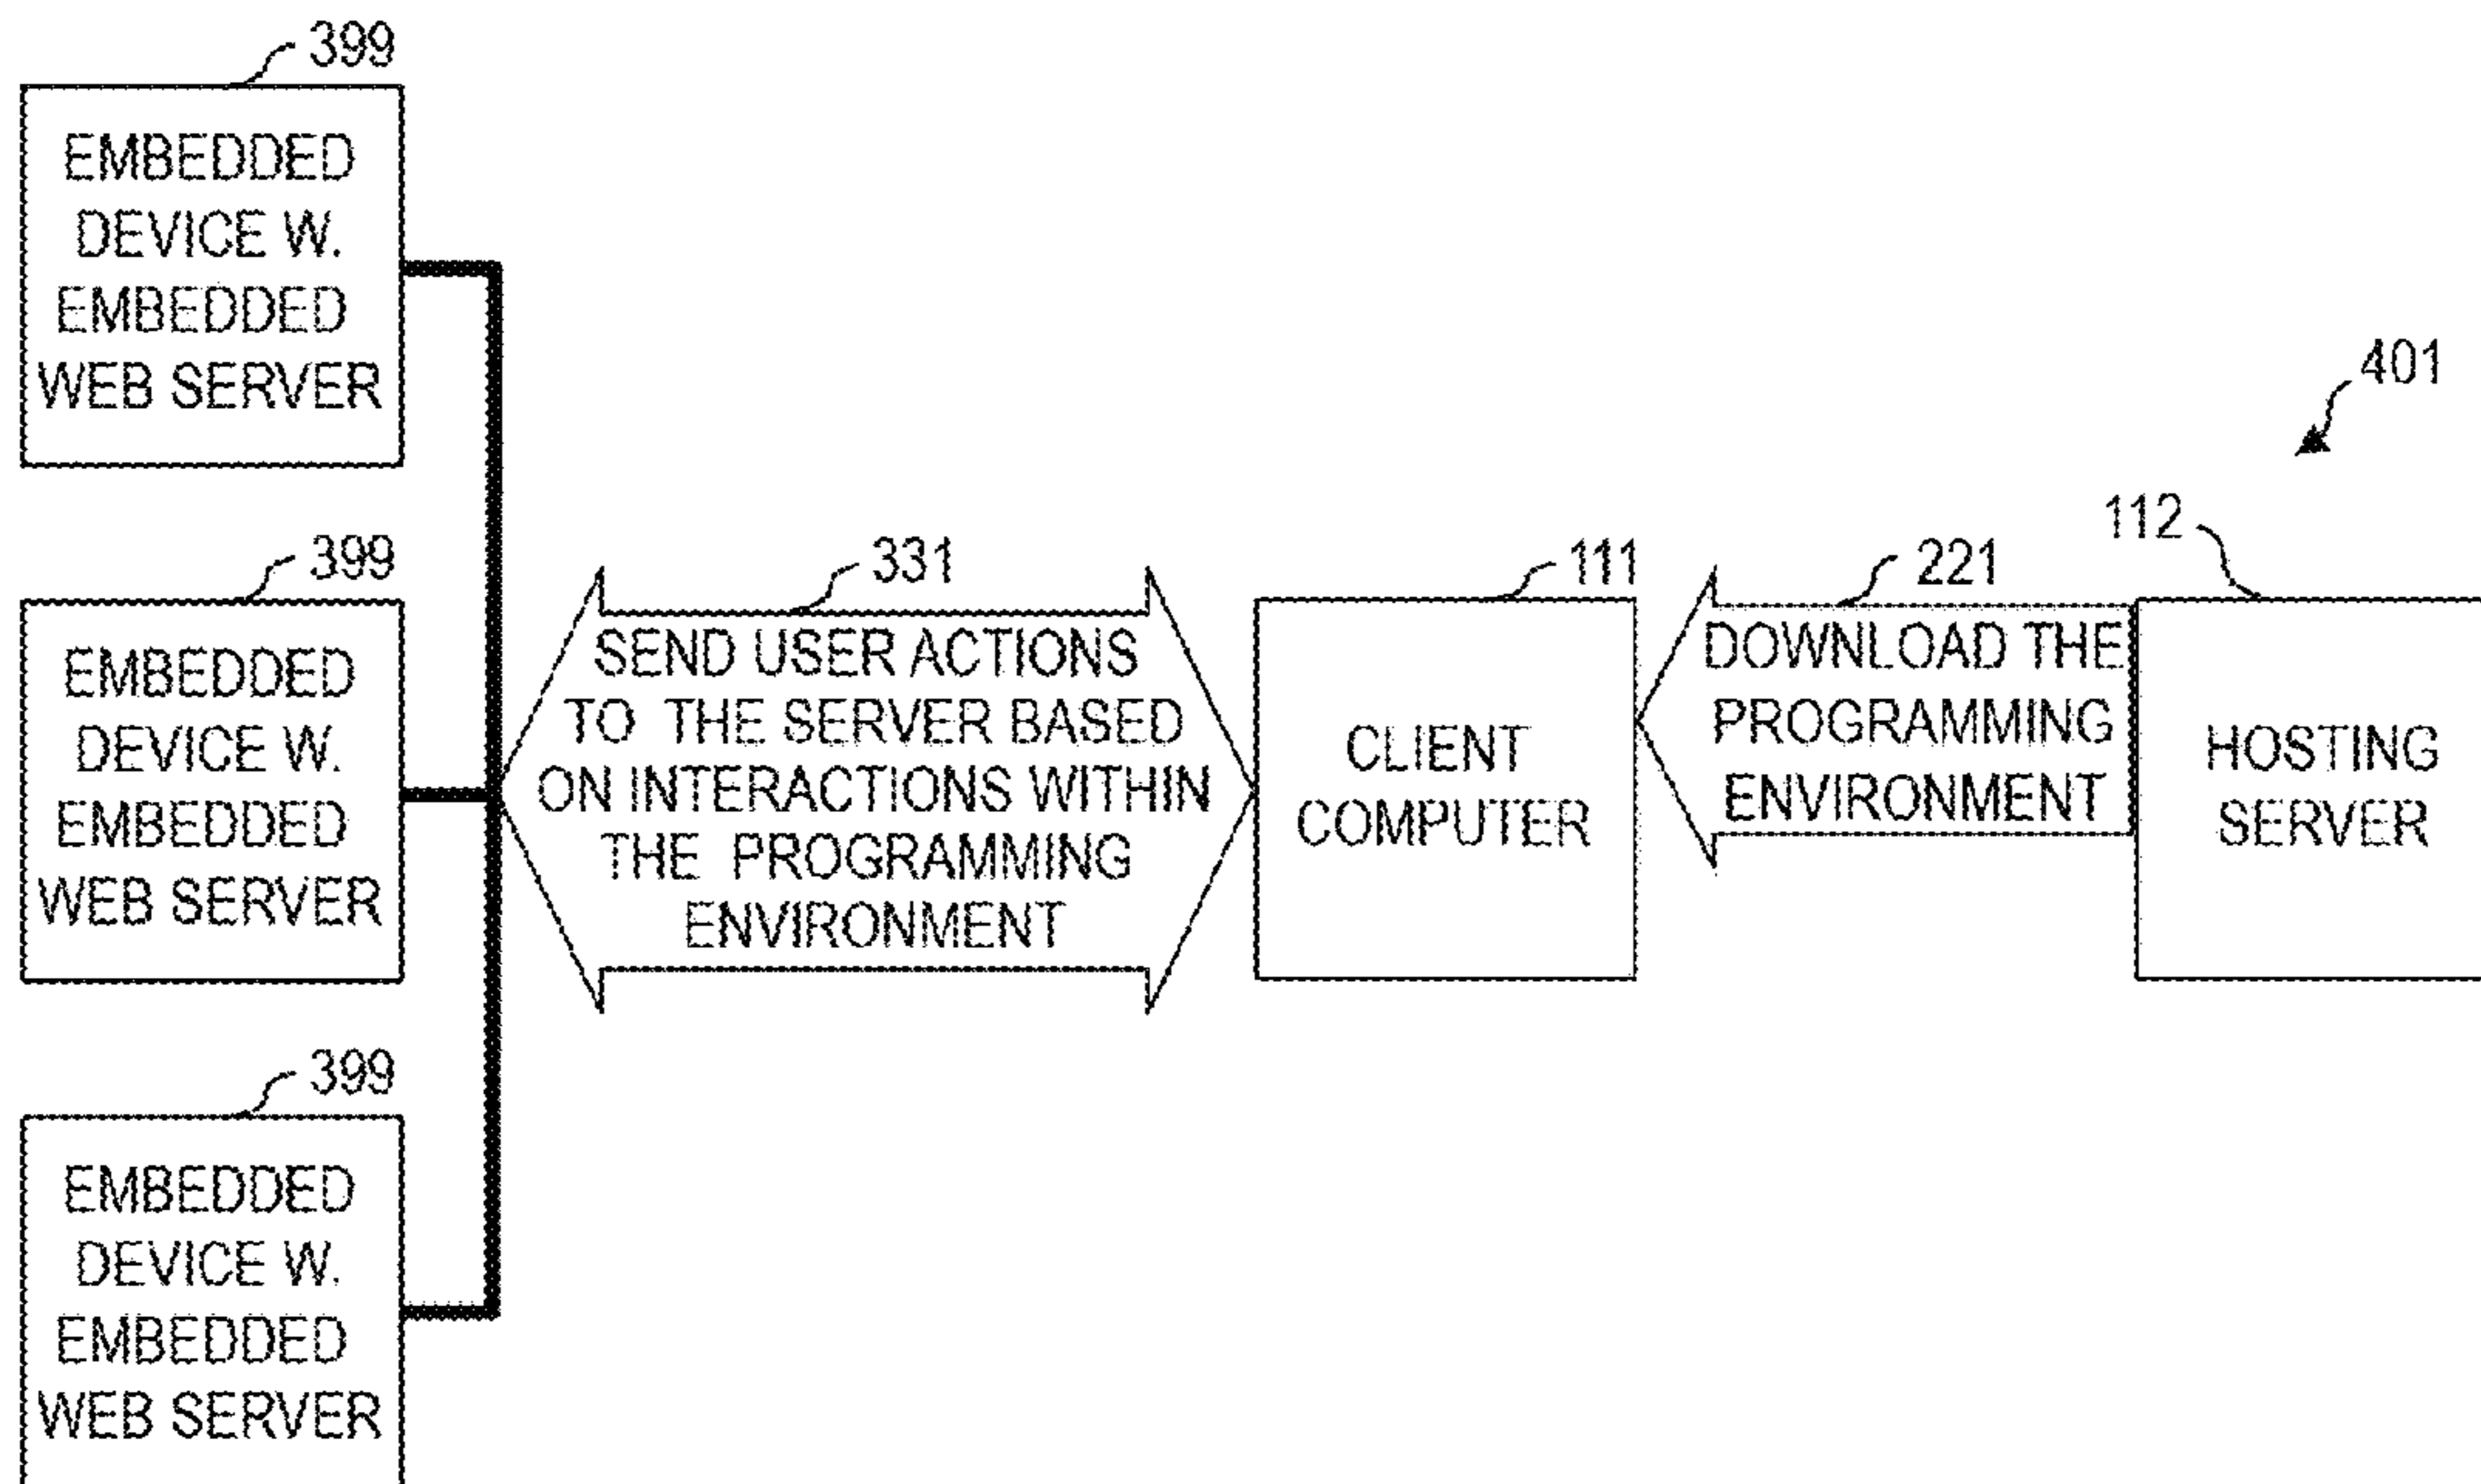 399
EMBEDDED
DEVICE W.
EMBEDDED
WEB SERVER
399
EMBEDDED
DEVICE W.
EMBEDDED
WEB SERVER
399
EMBEDDED
DEVICE W.
EMBEDDED
WEB SERVER
331
SEND USER ACTIONS
TO THE SERVER BASED
ON INTERACTIONS WITHIN
THE PROGRAMMING
ENVIRONMENT
111
CLIENT
COMPUTER
221
DOWNLOAD THE
PROGRAMMING
ENVIRONMENT
112
HOSTING
SERVER
401